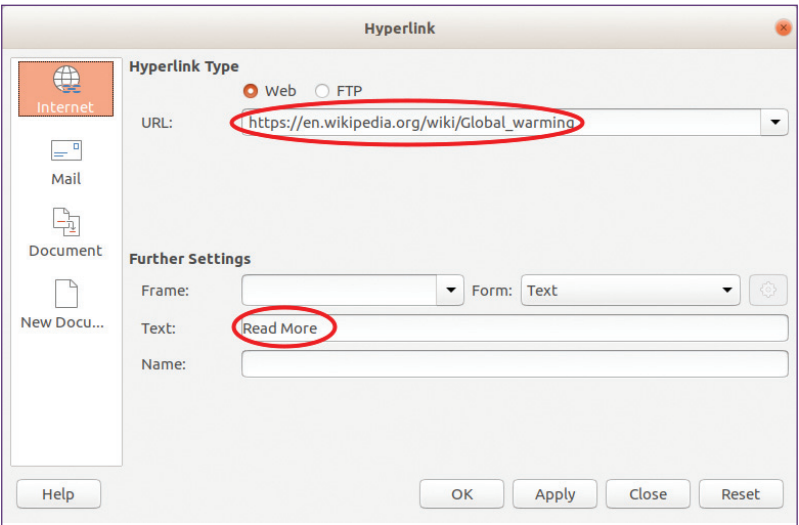 Hyperlink
Internet
Mail
Document
New Docu...
Hyperlink Type
Web FTP
URL: https://en.wikipedia.org/wiki/Global_warming
Further Settings
Frame: Form: Text
Text: Read More
Name:
Help OK Apply Close Reset